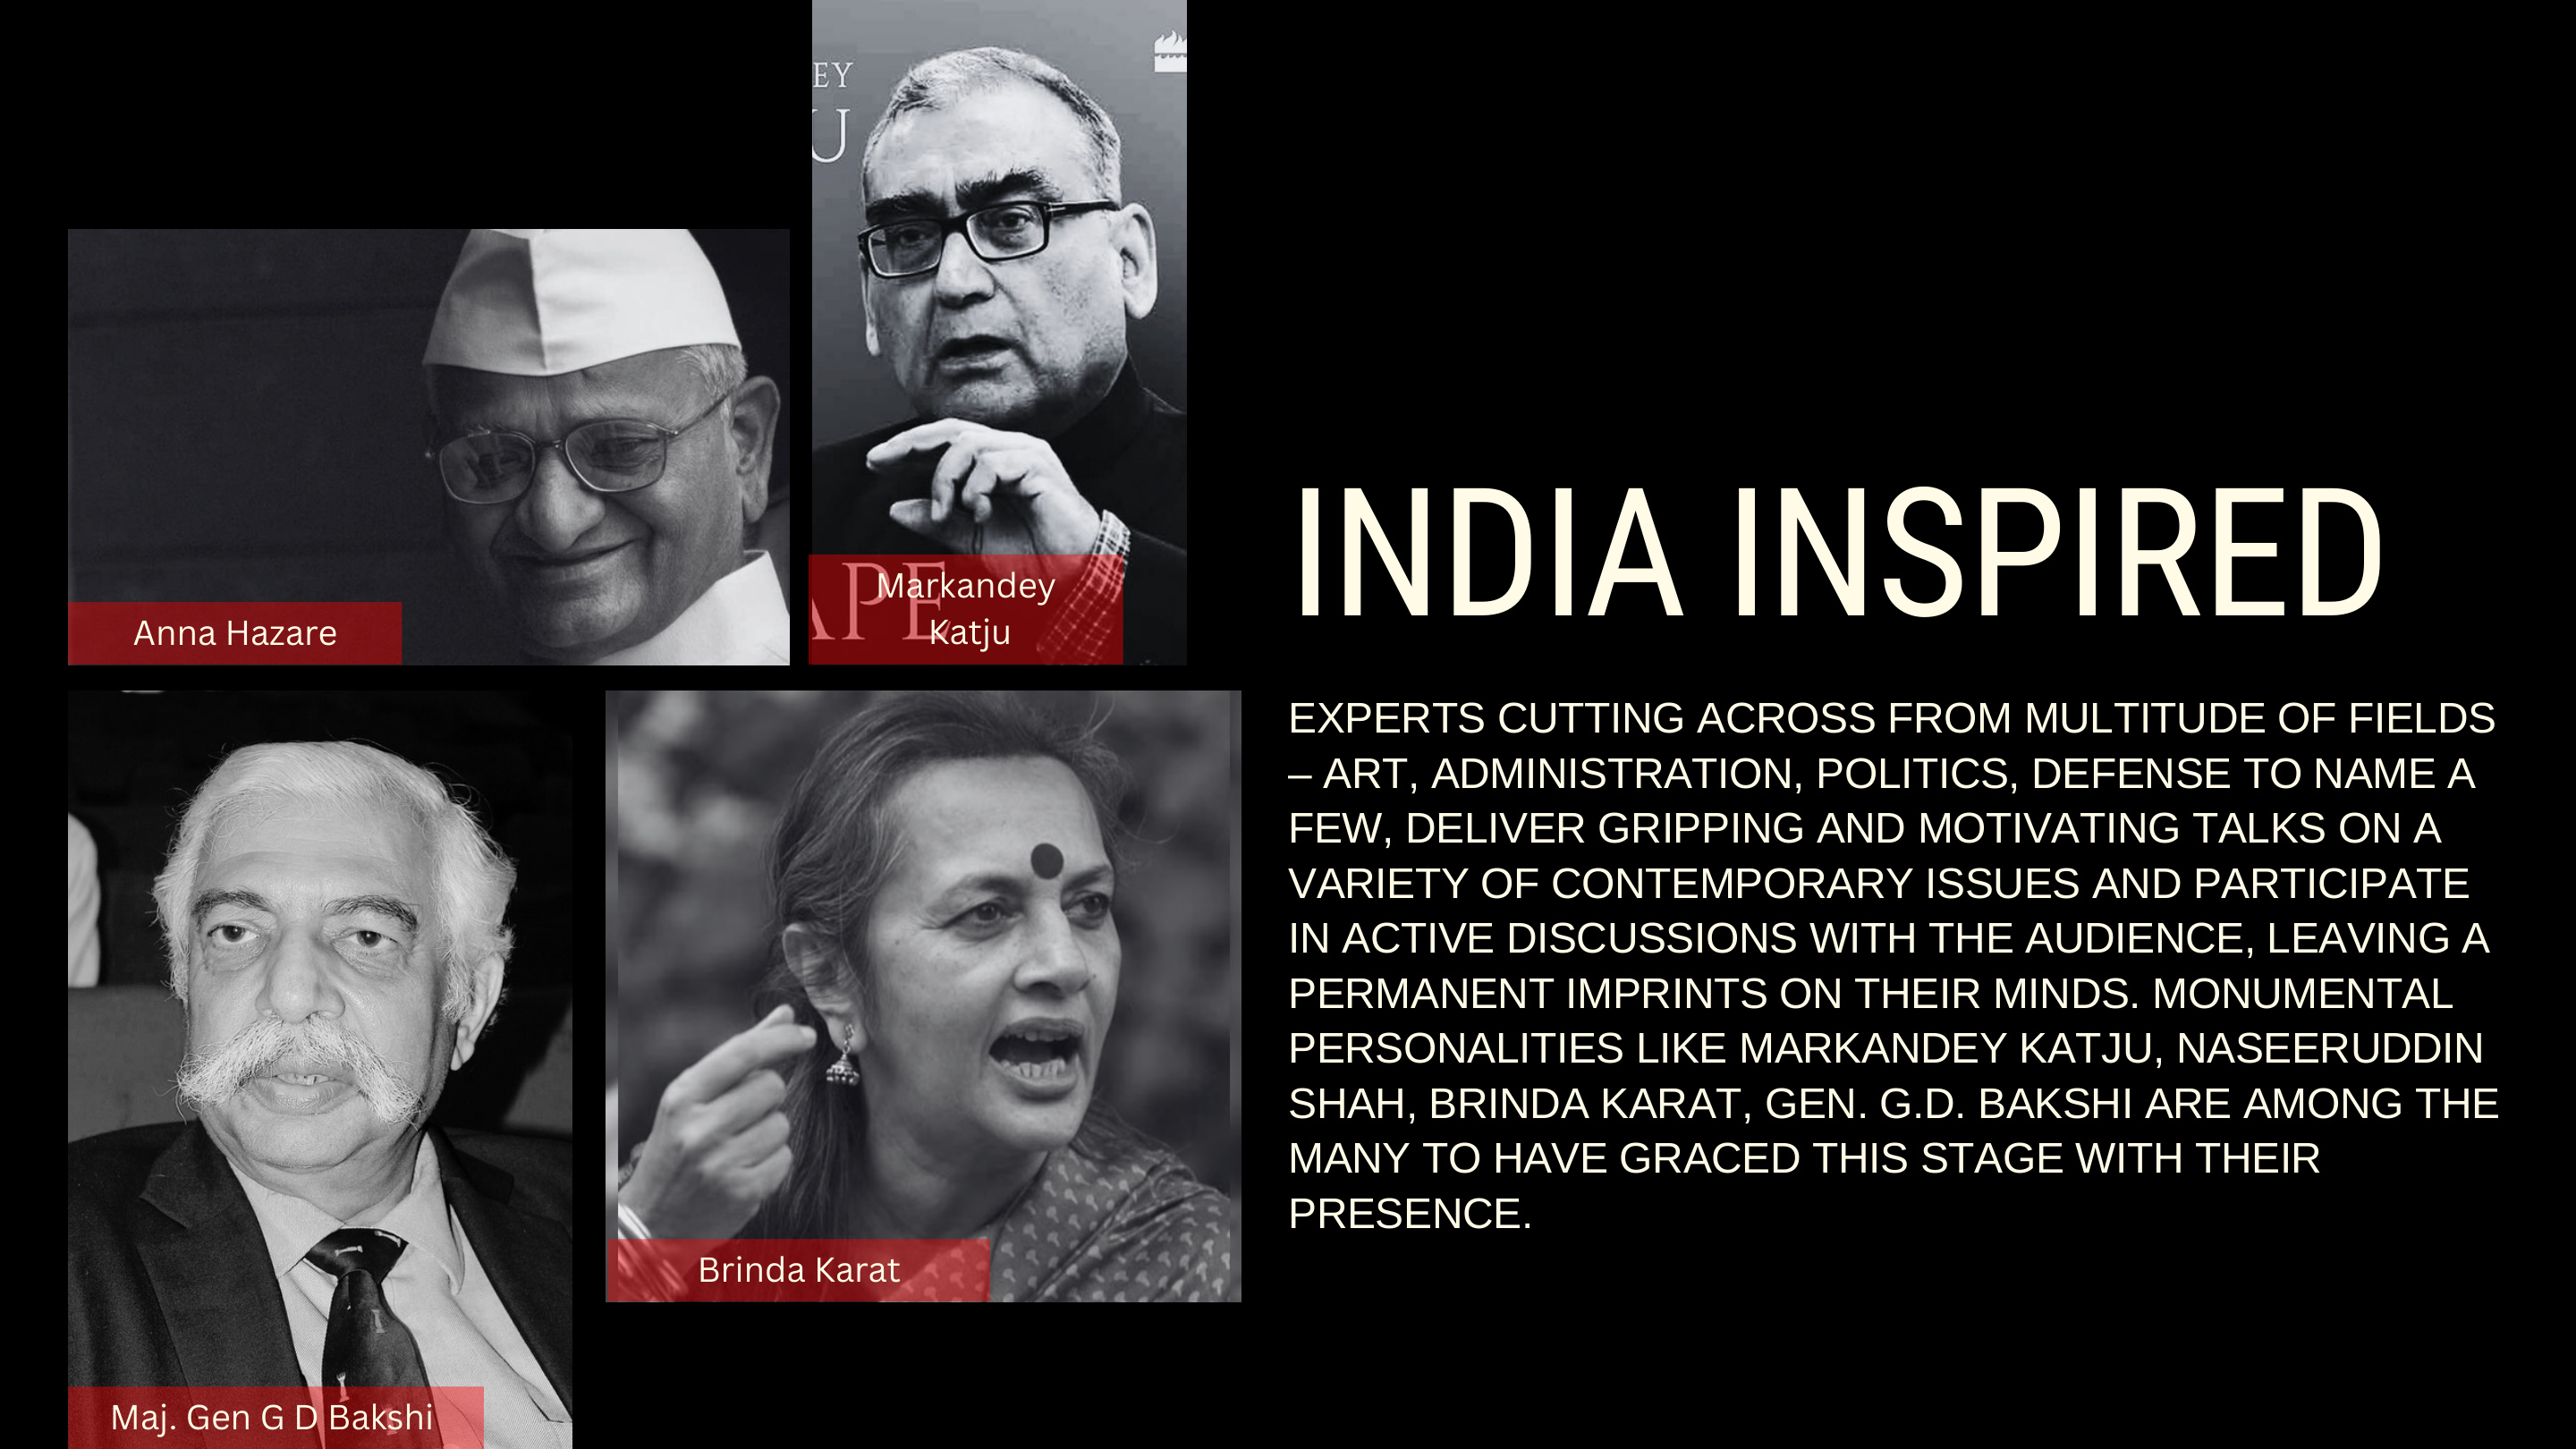 EY
U
APE
Anna Hazare
Markandey
Katju
Maj. Gen G D Bakshi
Brinda Karat
INDIA INSPIRED
EXPERTS CUTTING ACROSS FROM MULTITUDE OF FIELDS
– ART, ADMINISTRATION, POLITICS, DEFENSE TO NAME A
FEW, DELIVER GRIPPING AND MOTIVATING TALKS ON A
VARIETY OF CONTEMPORARY ISSUES AND PARTICIPATE
IN ACTIVE DISCUSSIONS WITH THE AUDIENCE, LEAVING A
PERMANENT IMPRINTS ON THEIR MINDS. MONUMENTAL
PERSONALITIES LIKE MARKANDEY KATJU, NASEERUDDIN
SHAH, BRINDA KARAT, GEN. G.D. BAKSHI ARE AMONG THE
MANY TO HAVE GRACED THIS STAGE WITH THEIR
PRESENCE.